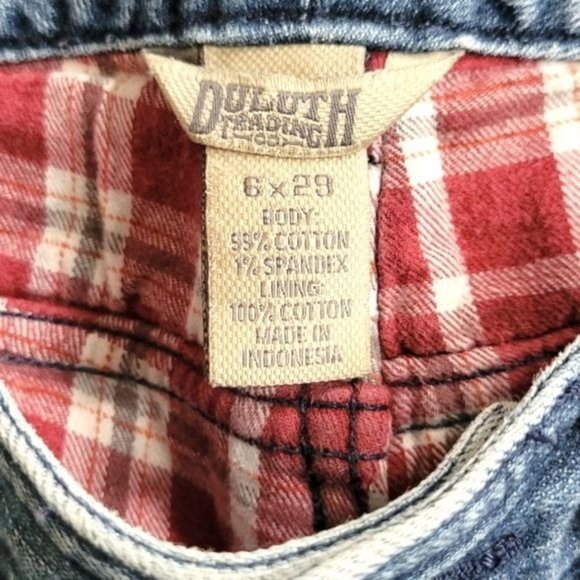 DULUTH
TRADING
CO
6 x 29
BODY:
99% COTTON
1% SPANDEX
LINING:
100% COTTON
MADE IN
INDONESIA